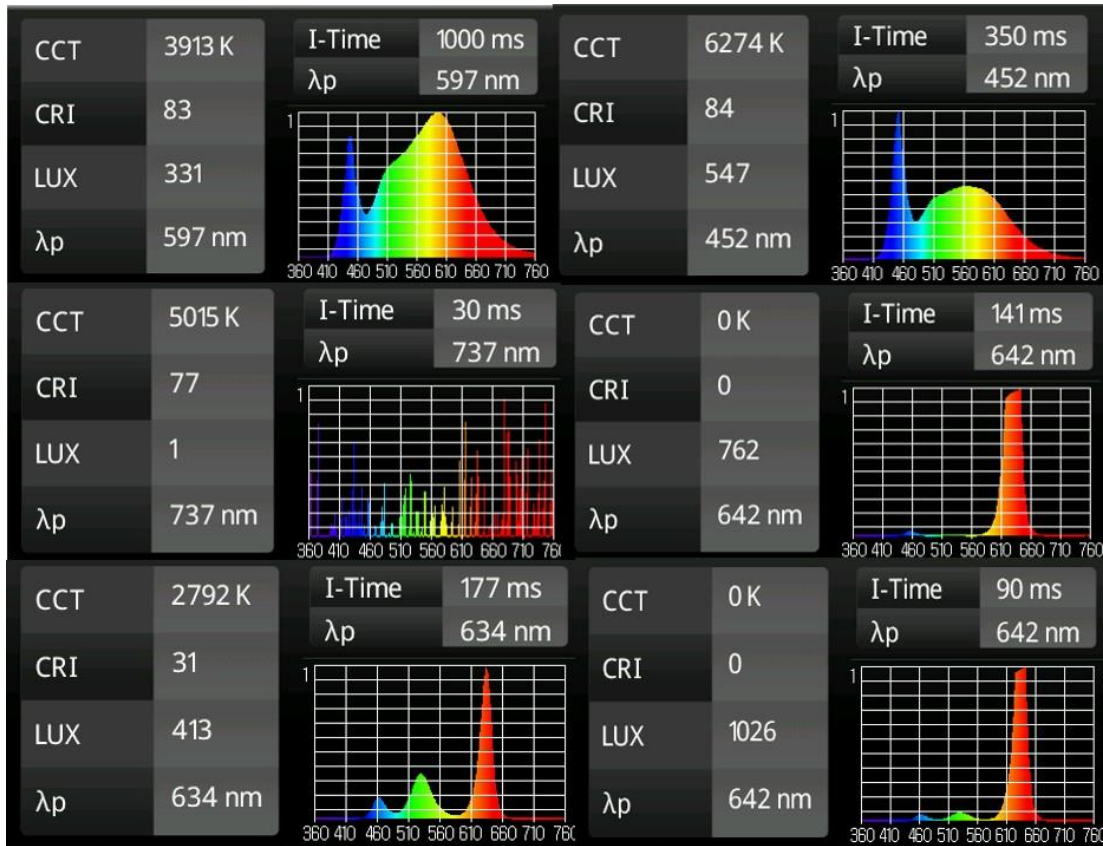 CCT 3913 K
CRI 83
LUX 331
λp 597 nm
I-Time 1000 ms
λp 597 nm
1
360 410 460 510 560 610 660 710 760
CCT 6274 K
CRI 84
LUX 547
λp 452 nm
I-Time 350 ms
λp 452 nm
1
360 410 460 510 560 610 660 710 760
CCT 5015 K
CRI 77
LUX 1
λp 737 nm
I-Time 30 ms
λp 737 nm
1
360 410 460 510 560 610 660 710 760
CCT 0 K
CRI 0
LUX 762
λp 642 nm
I-Time 141 ms
λp 642 nm
1
360 410 460 510 560 610 660 710 760
CCT 2792 K
CRI 31
LUX 413
λp 634 nm
I-Time 177 ms
λp 634 nm
1
360 410 460 510 560 610 660 710 760
CCT 0 K
CRI 0
LUX 1026
λp 642 nm
I-Time 90 ms
λp 642 nm
1
360 410 460 510 560 610 660 710 760